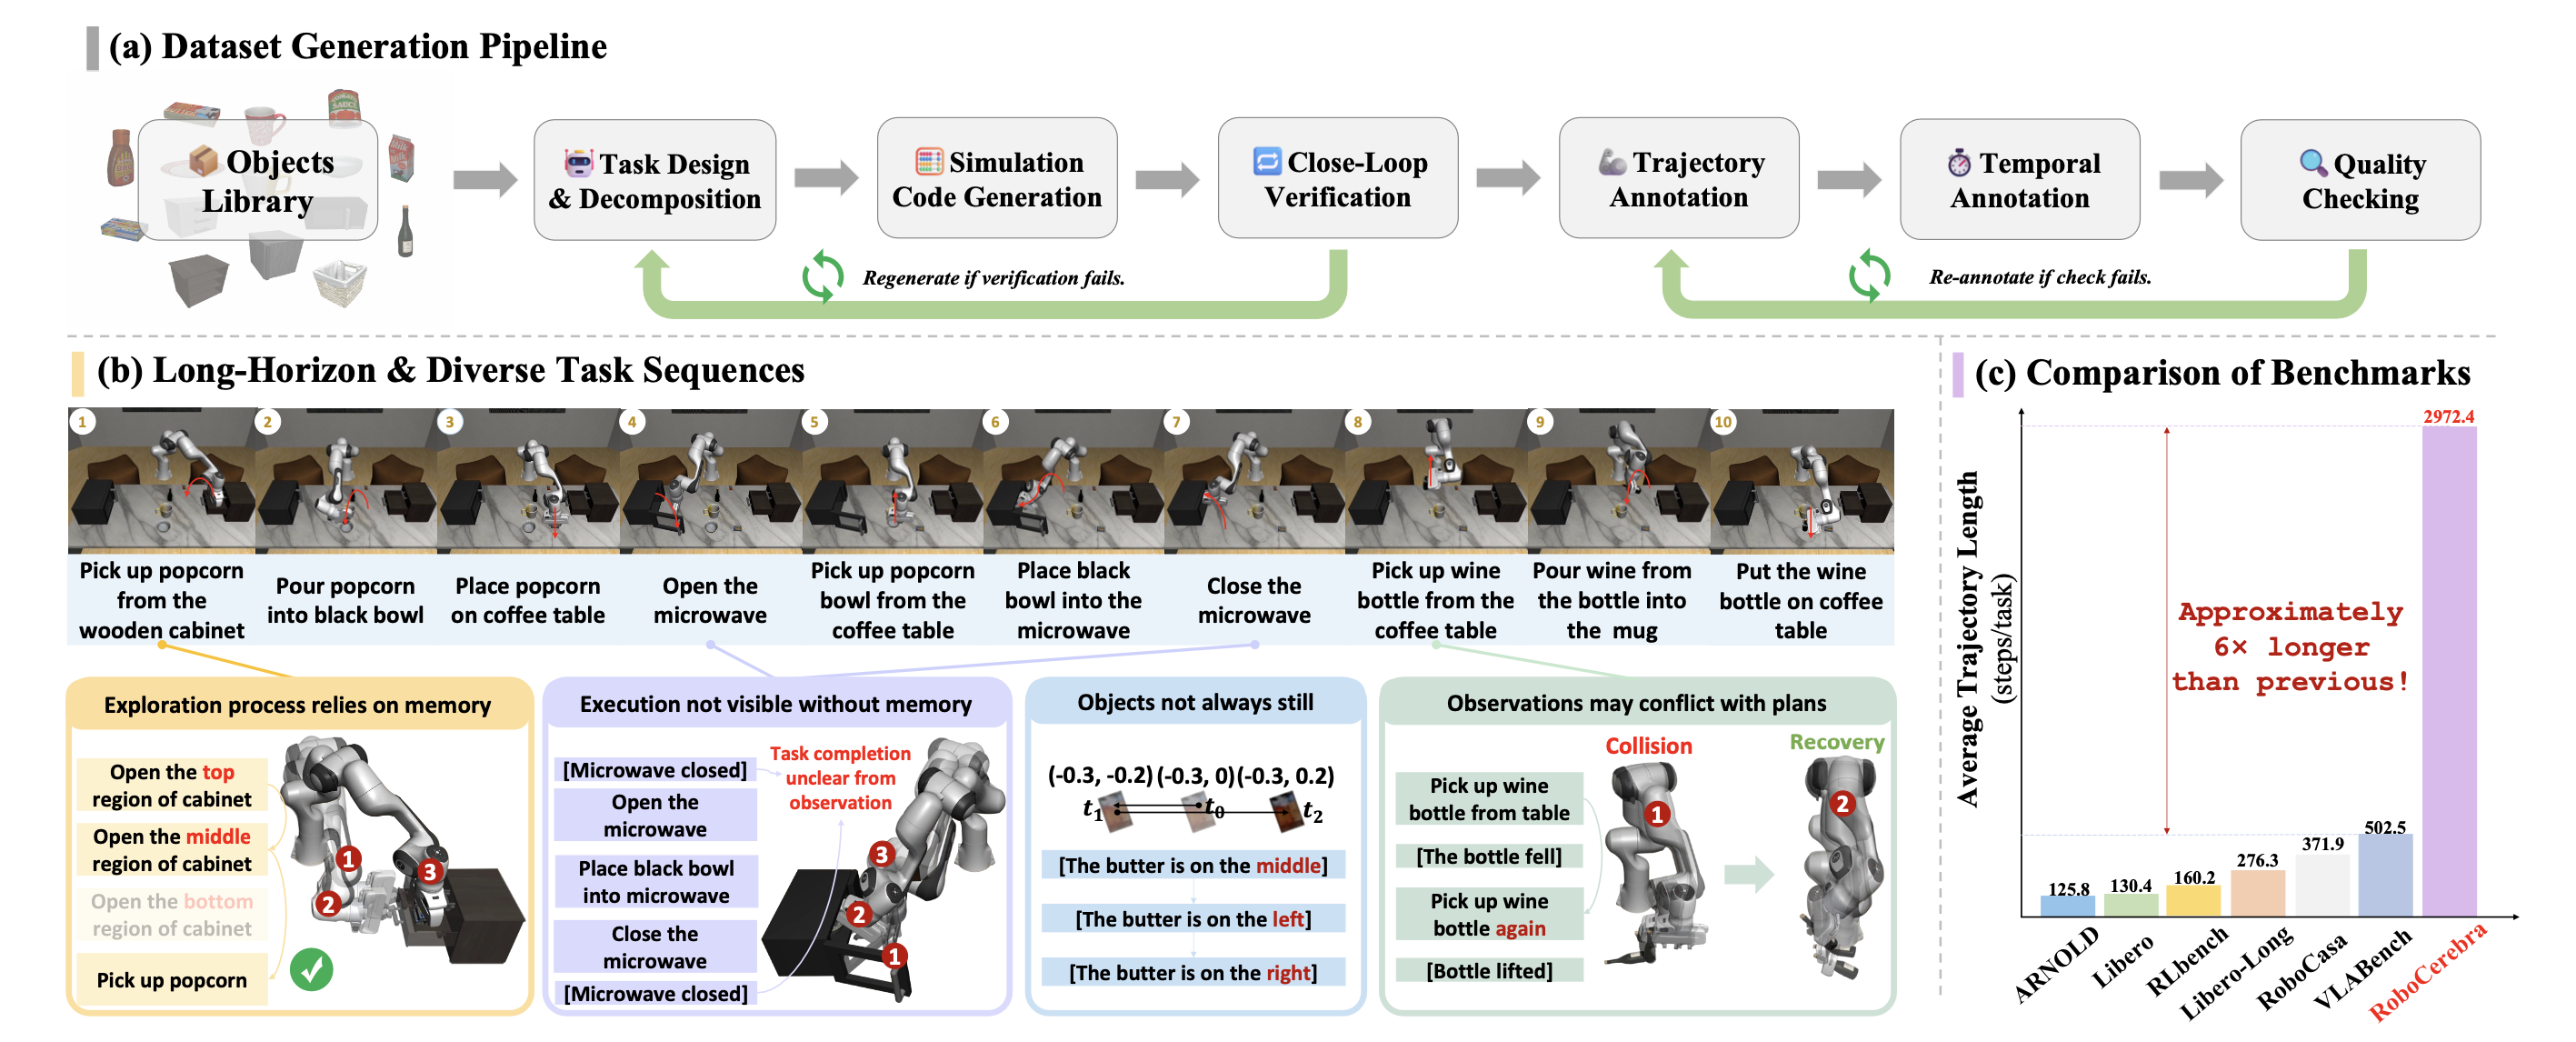 (a) Dataset Generation Pipeline
Objects
Library
Task Design
& Decomposition
Simulation
Code Generation
Close-Loop
Verification
Trajectory
Annotation
Temporal
Annotation
Quality
Checking
Regenerate if verification fails.
Re-annotate if check fails.
(b) Long-Horizon & Diverse Task Sequences
1
2
3
4
5
6
7
8
9
10
Pick up popcorn
from the
wooden cabinet
Pour popcorn
into black bowl
Place popcorn
on coffee table
Open the
microwave
Pick up popcorn
bowl from the
coffee table
Place black
bowl into the
microwave
Close the
microwave
Pick up wine
bottle from the
coffee table
Pour wine from
the bottle into
the mug
Put the wine
bottle on coffee
table
Exploration process relies on memory
Open the top
region of cabinet
Open the middle
region of cabinet
Open the bottom
region of cabinet
Pick up popcorn
1
2
3
Execution not visible without memory
[Microwave closed]
Open the
microwave
Place black bowl
into microwave
Close the
microwave
[Microwave closed]
Task completion
unclear from
observation
3
2
1
Objects not always still
(-0.3, -0.2) (-0.3, 0) (-0.3, 0.2)
t1 t0 t2
[The butter is on the middle]
[The butter is on the left]
[The butter is on the right]
Observations may conflict with plans
Pick up wine
bottle from table
[The bottle fell]
Pick up wine
bottle again
[Bottle lifted]
Collision
1
Recovery
2
(c) Comparison of Benchmarks
Average Trajectory Length
(steps/task)
2972.4
Approximately
6× longer
than previous!
125.8
130.4
160.2
276.3
371.9
502.5
ARNOLD
Libero
RLbench
Libero-Long
RoboCasa
VLABench
RoboCerebra